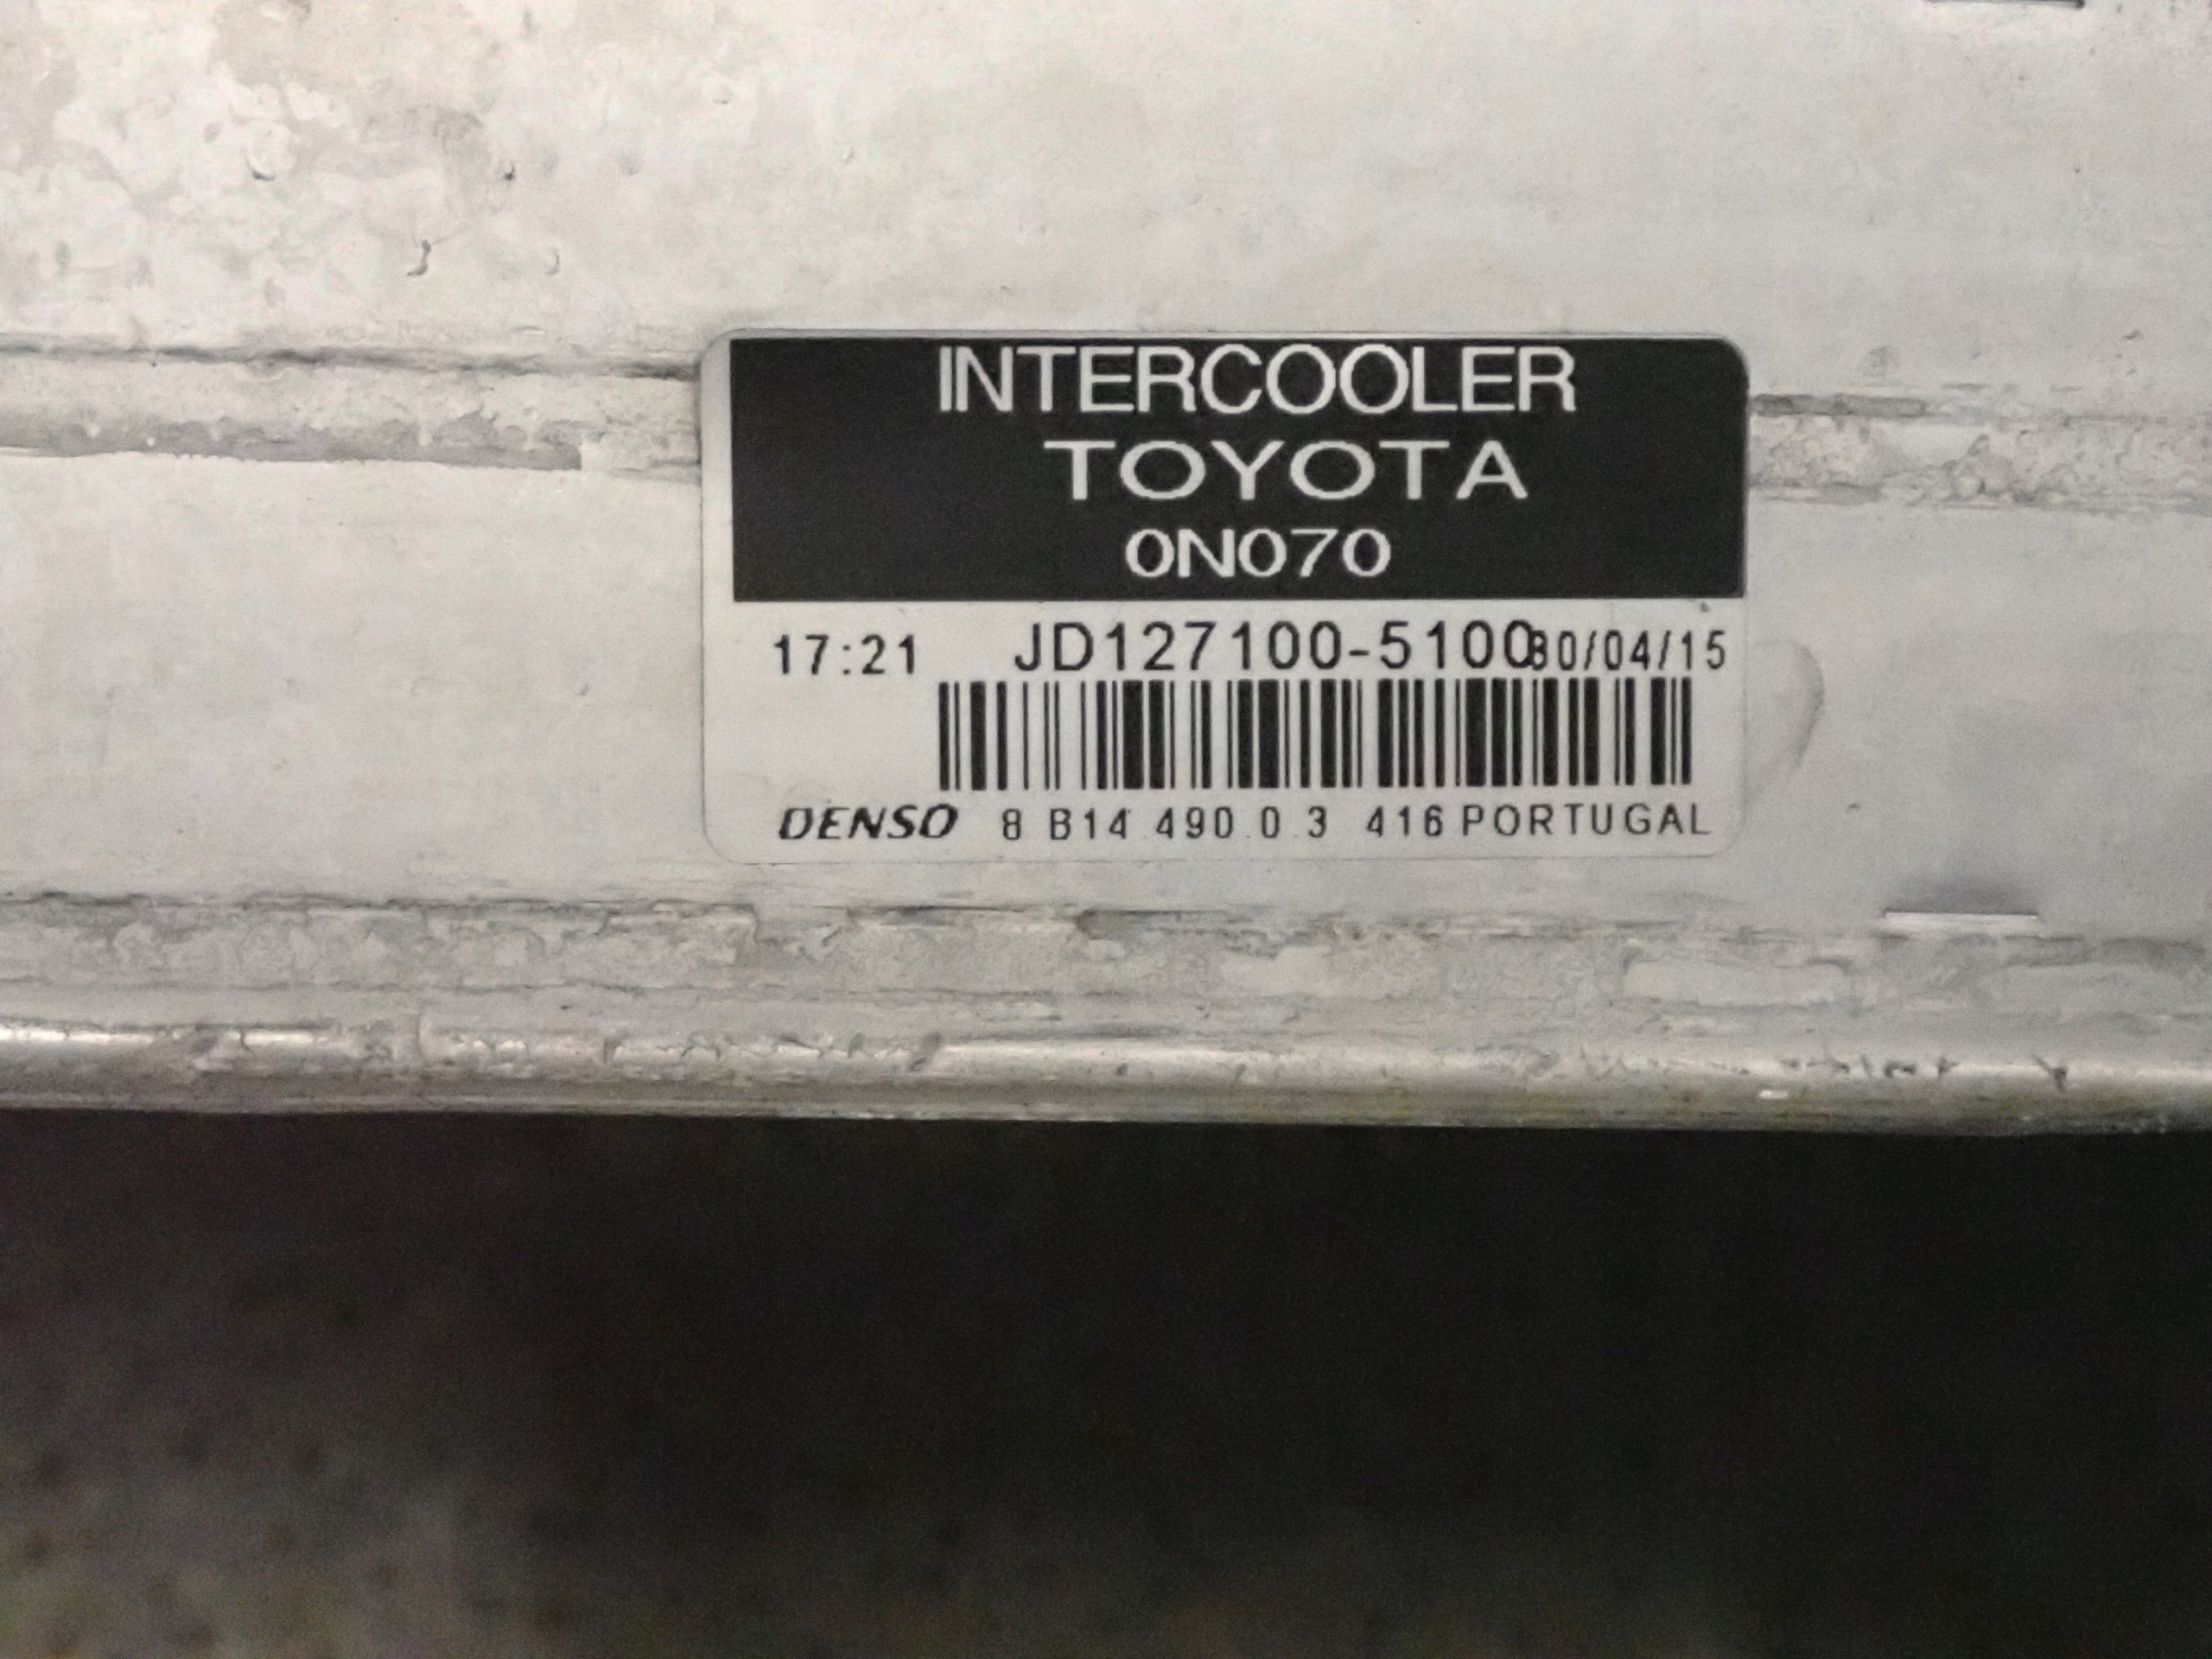 INTERCOOLER
TOYOTA
0N070
17:21 JD127100-5100 30/04/15
DENSO 8 B14 490 0 3 416 PORTUGAL